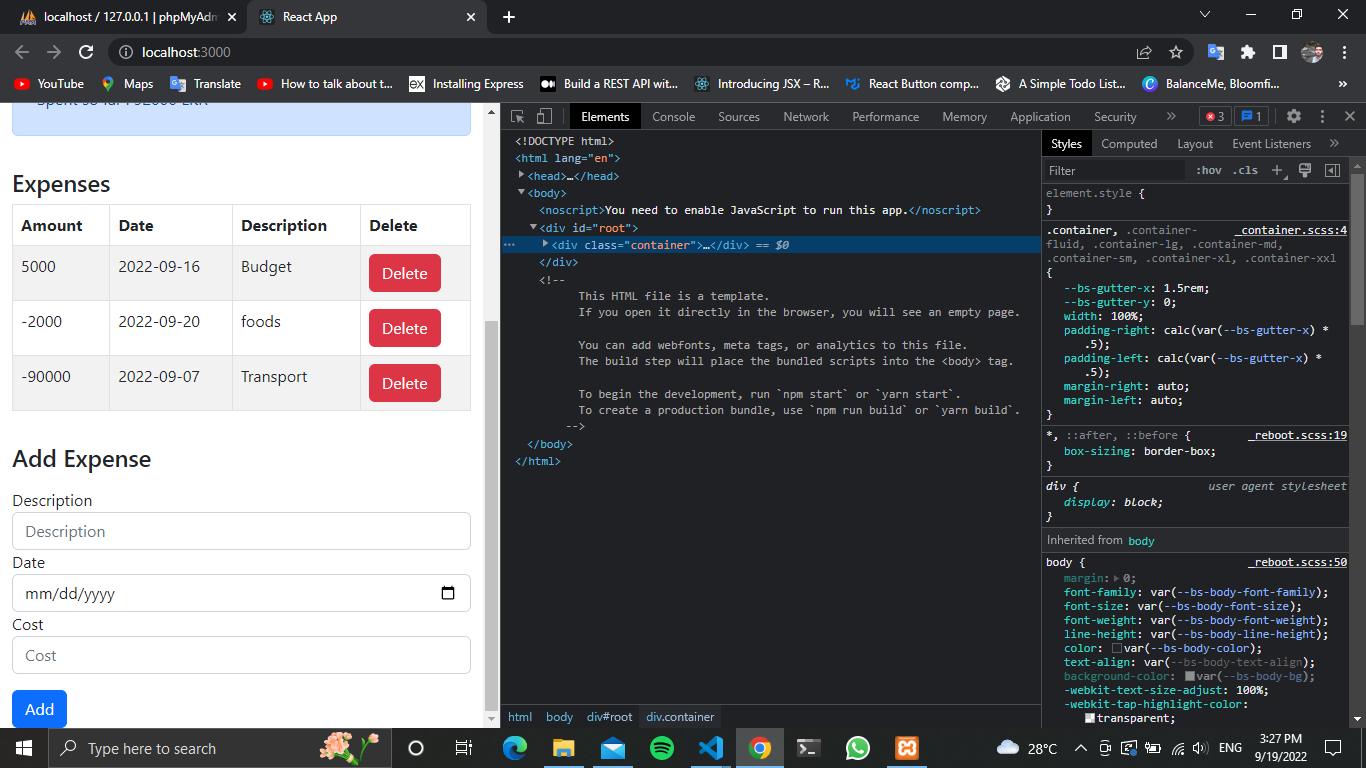 localhost / 127.0.0.1 | phpMyAdm
React App
localhost:3000
YouTube
Maps
Translate
How to talk about t...
Installing Express
Build a REST API wit...
Introducing JSX – R...
React Button comp...
A Simple Todo List...
BalanceMe, Bloomfi...
»
Expenses
Amount Date Description Delete
5000 2022-09-16 Budget Delete
-2000 2022-09-20 foods Delete
-90000 2022-09-07 Transport Delete
Add Expense
Description
Description
Date
mm/dd/yyyy
Cost
Cost
Add
Elements Console Sources Network Performance Memory Application Security » 3 1
<!DOCTYPE html>
<html lang="en">
<head>…</head>
<body>
<noscript>You need to enable JavaScript to run this app.</noscript>
<div id="root">
<div class="container">…</div> == $0
</div>
<!--
This HTML file is a template.
If you open it directly in the browser, you will see an empty page.
You can add webfonts, meta tags, or analytics to this file.
The build step will place the bundled scripts into the <body> tag.
To begin the development, run `npm start` or `yarn start`.
To create a production bundle, use `npm run build` or `yarn build`.
-->
</body>
</html>
html body div#root div.container
Styles Computed Layout Event Listeners »
Filter :hov .cls +
element.style {
}
.container, .container- _container.scss:4
fluid, .container-lg, .container-md,
.container-sm, .container-xl, .container-xxl
{
--bs-gutter-x: 1.5rem;
--bs-gutter-y: 0;
width: 100%;
padding-right: calc(var(--bs-gutter-x) *
.5);
padding-left: calc(var(--bs-gutter-x) *
.5);
margin-right: auto;
margin-left: auto;
}
*, ::after, ::before { _reboot.scss:19
box-sizing: border-box;
}
div { user agent stylesheet
display: block;
}
Inherited from body
body { _reboot.scss:50
margin: 0;
font-family: var(--bs-body-font-family);
font-size: var(--bs-body-font-size);
font-weight: var(--bs-body-font-weight);
line-height: var(--bs-body-line-height);
color: var(--bs-body-color);
text-align: var(--bs-body-text-align);
background-color: var(--bs-body-bg);
-webkit-text-size-adjust: 100%;
-webkit-tap-highlight-color:
transparent;
Type here to search
28°C
ENG
3:27 PM
9/19/2022